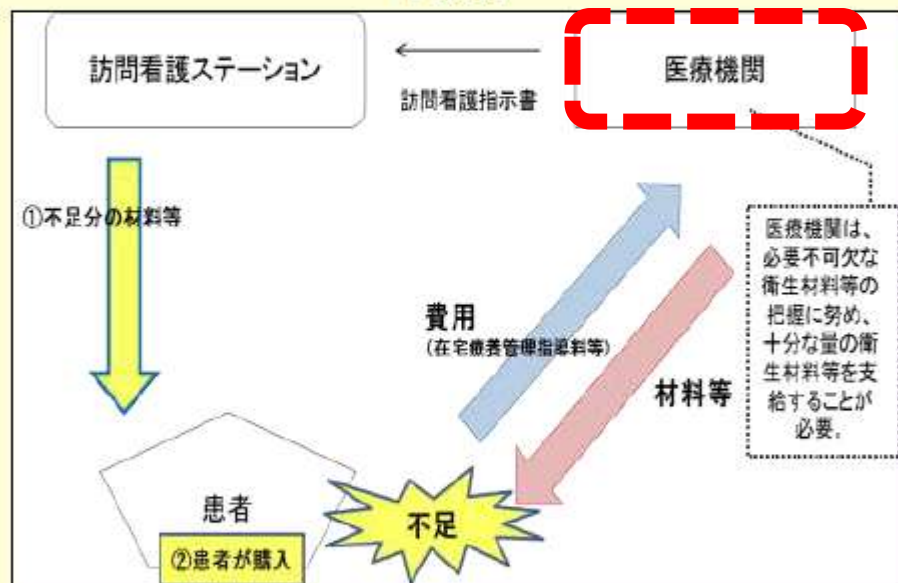 訪問看護ステーション
医療機関
訪問看護指示書
①不足分の材料等
医療機関は、
必要不可欠な
衛生材料等の
把握に努め、
十分な量の衛
生材料等を支
給することが
必要。
費用
(在宅療養管理指導料等)
材料等
患者
不足
②患者が購入